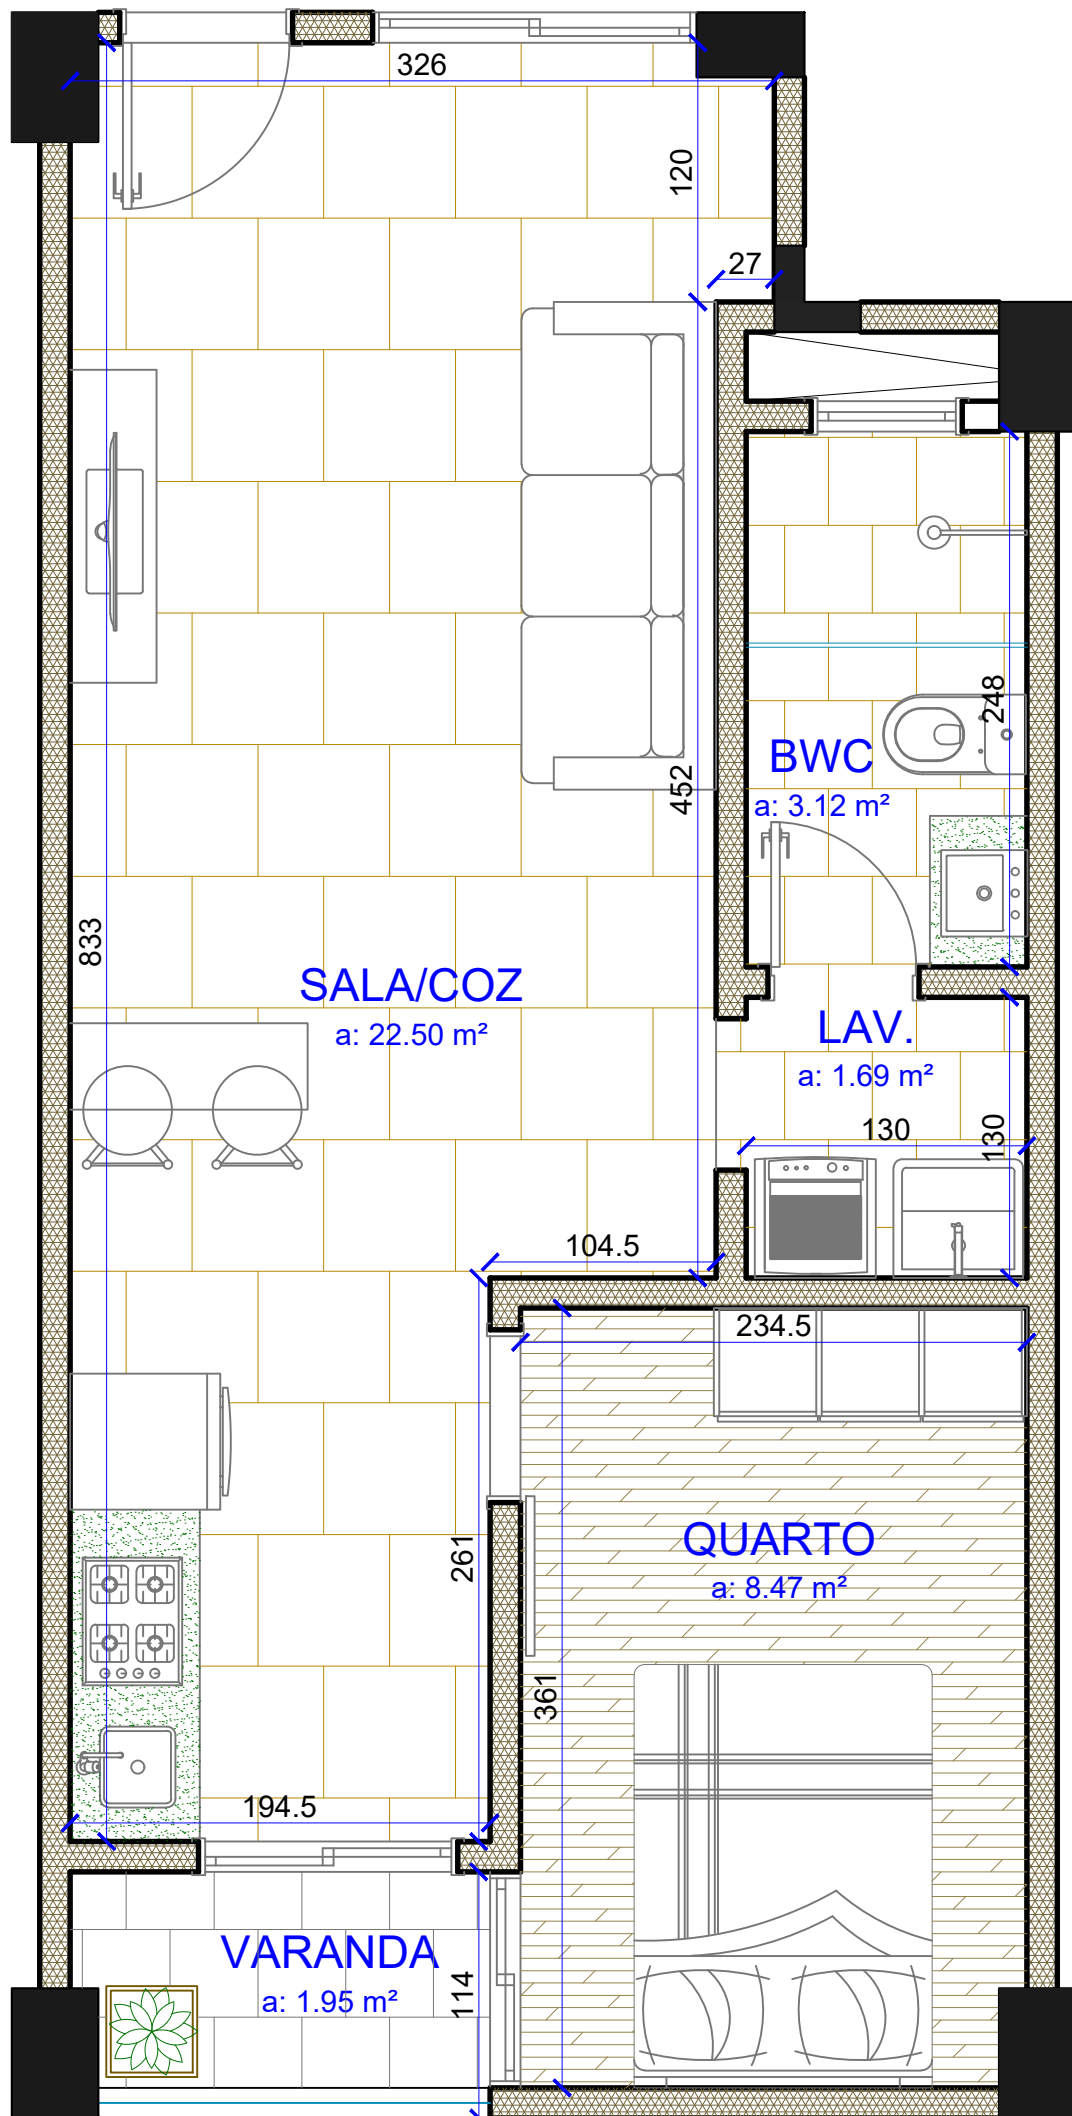 326
120
27
248
BWC
a: 3.12 m²
452
833
SALA/COZ
a: 22.50 m²
LAV.
a: 1.69 m²
130
130
104.5
234.5
QUARTO
a: 8.47 m²
261
361
194.5
VARANDA
a: 1.95 m²
114